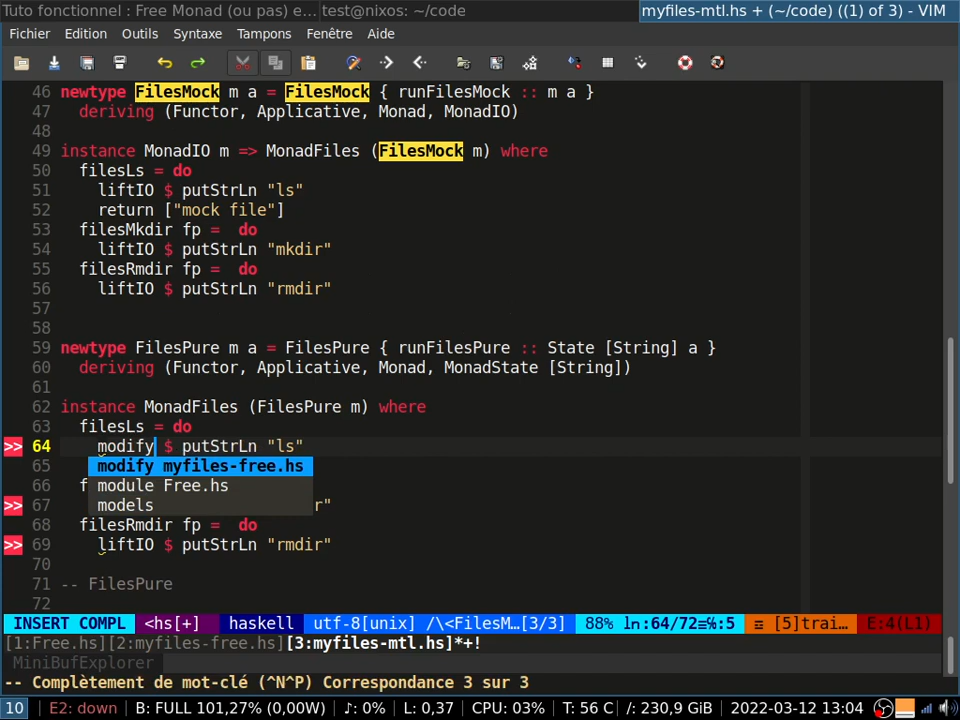 Tuto fonctionnel : Free Monad (ou pas) e... test@nixos: ~/code myfiles-mtl.hs + (~/code) ((1) of 3) - VIM
Fichier Edition Outils Syntaxe Tampons Fenêtre Aide
46 newtype FilesMock m a = FilesMock { runFilesMock :: m a }
47 deriving (Functor, Applicative, Monad, MonadIO)
48
49 instance MonadIO m => MonadFiles (FilesMock m) where
50 filesLs = do
51 liftIO $ putStrLn "ls"
52 return ["mock file"]
53 filesMkdir fp = do
54 liftIO $ putStrLn "mkdir"
55 filesRmdir fp = do
56 liftIO $ putStrLn "rmdir"
57
58
59 newtype FilesPure m a = FilesPure { runFilesPure :: State [String] a }
60 deriving (Functor, Applicative, Monad, MonadState [String])
61
62 instance MonadFiles (FilesPure m) where
63 filesLs = do
>> 64 modify $ putStrLn "ls"
65 modify myfiles-free.hs
66 f module Free.hs
>> 67 models r"
68 filesRmdir fp = do
>> 69 liftIO $ putStrLn "rmdir"
70
71 -- FilesPure
72
INSERT COMPL <hs[+] haskell utf-8[unix] /\<FilesM…[3/3] 88% ln:64/72≡℅:5 ☲ [5]trai… E:4(L1)
[1:Free.hs][2:myfiles-free.hs][3:myfiles-mtl.hs]*+!
MiniBufExplorer
-- Complètement de mot-clé (^N^P) Correspondance 3 sur 3
10 E2: down B: FULL 101,27% (0,00W) ♪: 0% L: 0,37 CPU: 03% T: 56 C /: 230,9 GiB 2022-03-12 13:04